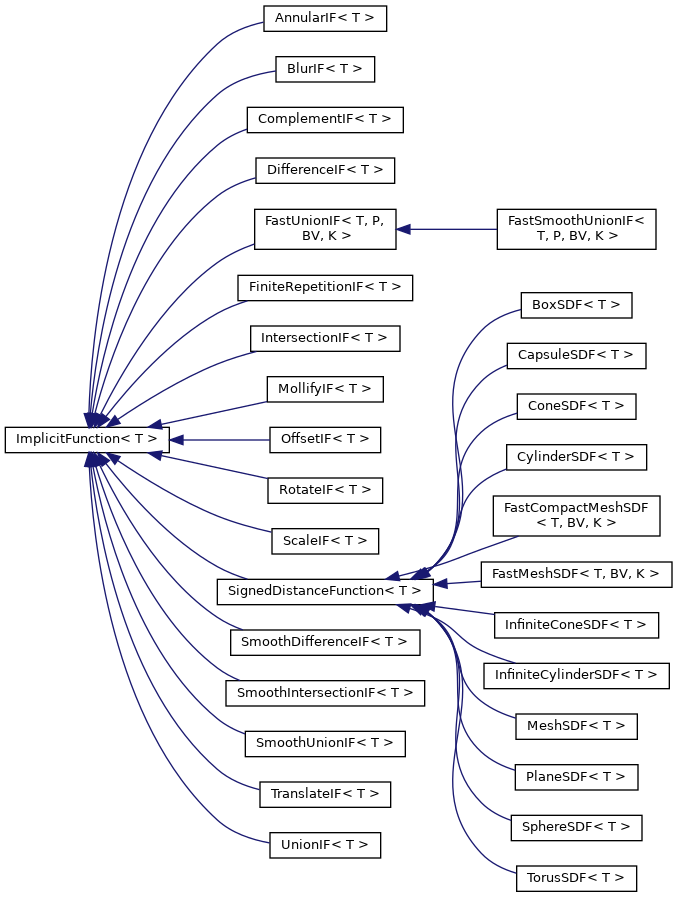 AnnularIF< T >
BlurIF< T >
ComplementIF< T >
DifferenceIF< T >
FastUnionIF< T, P,
BV, K >
FastSmoothUnionIF<
T, P, BV, K >
FiniteRepetitionIF< T >
IntersectionIF< T >
MollifyIF< T >
ImplicitFunction< T >
OffsetIF< T >
RotateIF< T >
ScaleIF< T >
SignedDistanceFunction< T >
SmoothDifferenceIF< T >
SmoothIntersectionIF< T >
SmoothUnionIF< T >
TranslateIF< T >
UnionIF< T >
BoxSDF< T >
CapsuleSDF< T >
ConeSDF< T >
CylinderSDF< T >
FastCompactMeshSDF
< T, BV, K >
FastMeshSDF< T, BV, K >
InfiniteConeSDF< T >
InfiniteCylinderSDF< T >
MeshSDF< T >
PlaneSDF< T >
SphereSDF< T >
TorusSDF< T >